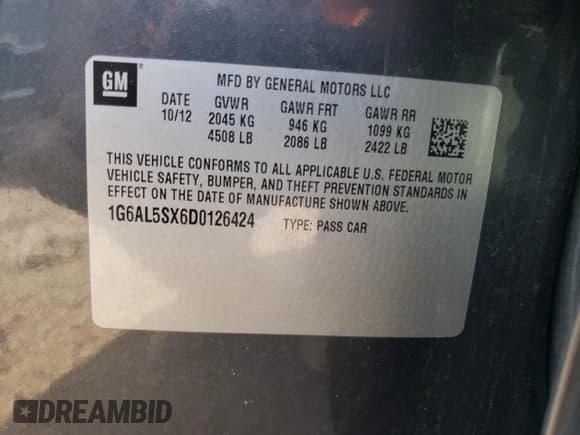 GM
®
MFD BY GENERAL MOTORS LLC
DATE GVWR GAWR FRT GAWR RR
10/12 2045 KG 946 KG 1099 KG
4508 LB 2086 LB 2422 LB
THIS VEHICLE CONFORMS TO ALL APPLICABLE U.S. FEDERAL MOTOR
VEHICLE SAFETY, BUMPER, AND THEFT PREVENTION STANDARDS IN
EFFECT ON THE DATE OF MANUFACTURE SHOWN ABOVE.
1G6AL5SX6D0126424 TYPE: PASS CAR
DREAMBID